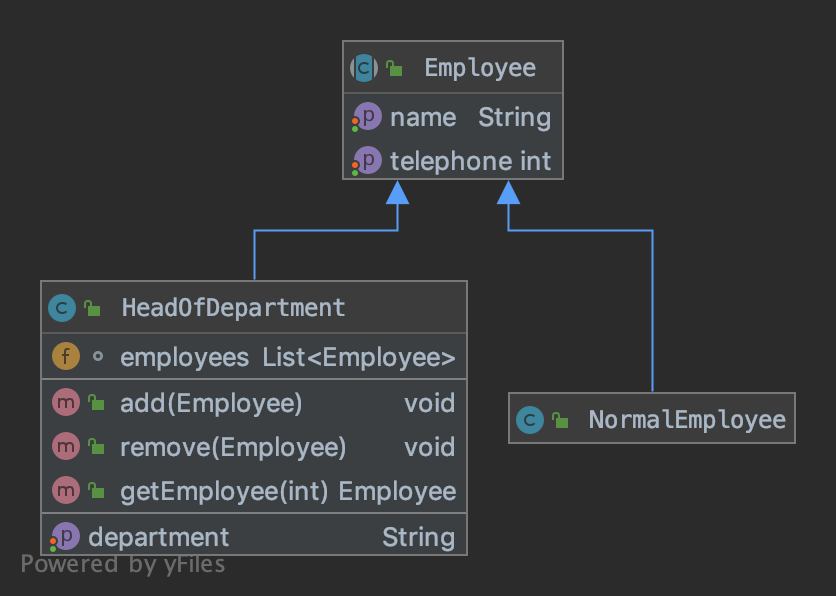 C Employee
p name String
p telephone int
C HeadOfDepartment
f employees List<Employee>
m add(Employee) void
m remove(Employee) void
m getEmployee(int) Employee
p department String
C NormalEmployee
Powered by yFiles